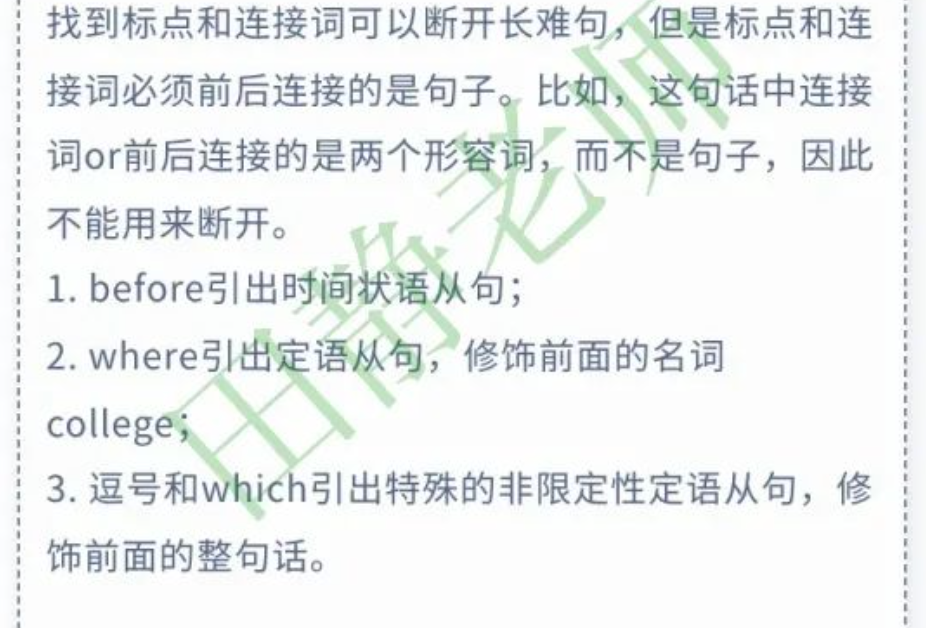 找到标点和连接词可以断开长难句，但是标点和连
接词必须前后连接的是句子。比如，这句话中连接
词or前后连接的是两个形容词，而不是句子，因此
不能用来断开。
1. before引出时间状语从句；
2. where引出定语从句，修饰前面的名词
college；
3. 逗号和which引出特殊的非限定性定语从句，修
饰前面的整句话。
田静老师